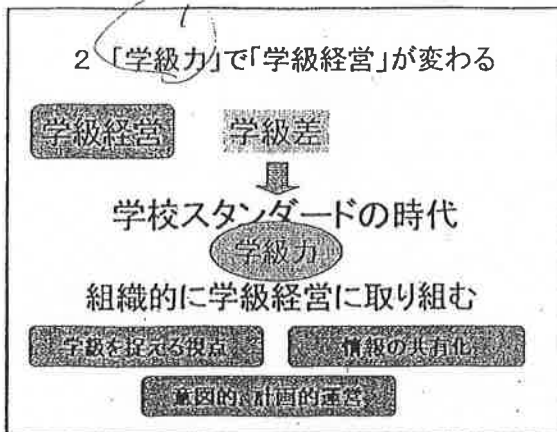 2 「学級力」で「学級経営」が変わる
学級経営 学級差
学校スタンダードの時代
学級力
組織的に学級経営に取り組む
学級を捉える視点 情報の共有化
意図的、計画的運営